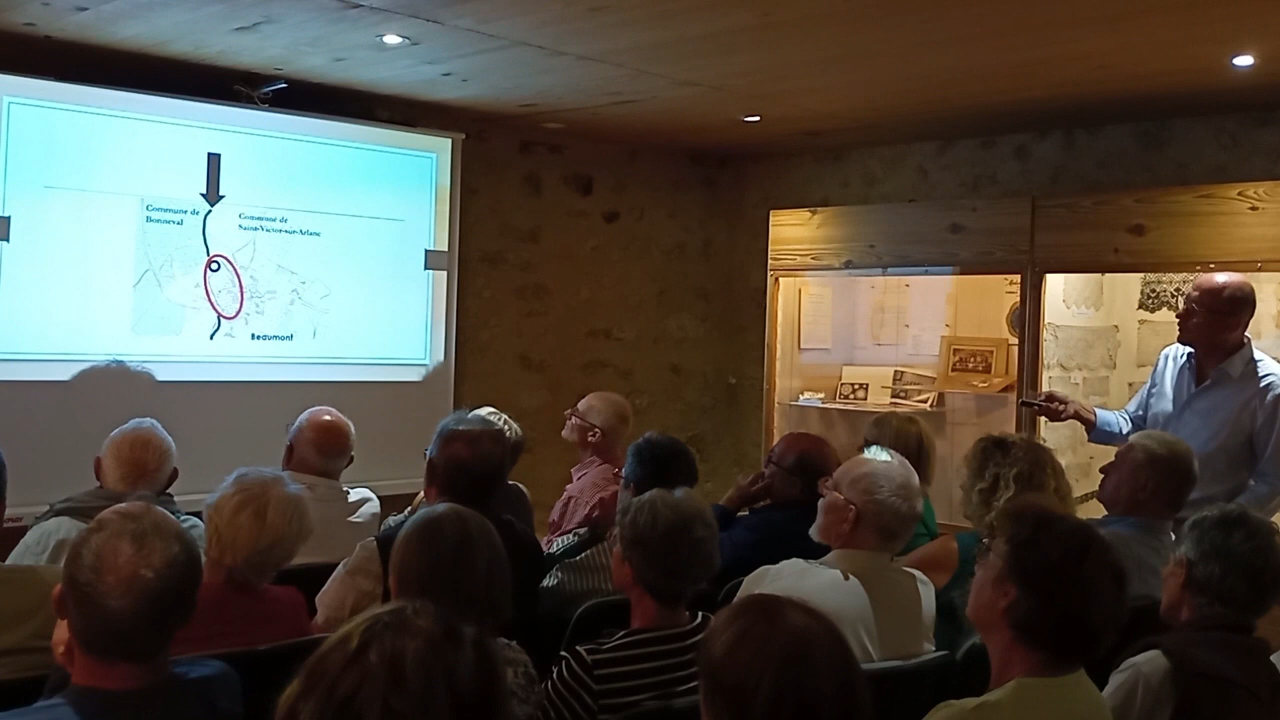 Commune de
Bonneval
Commune de
Saint-Victor-sur-Arlanc
Beaumont